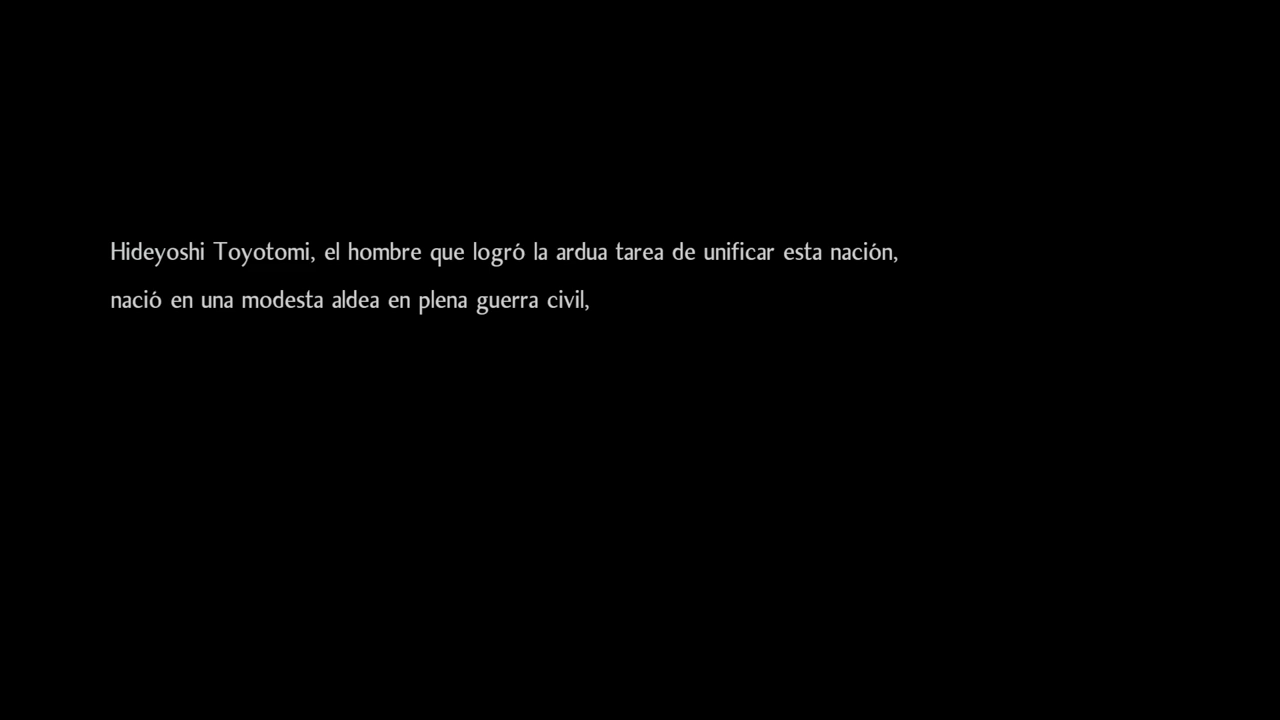 Hideyoshi Toyotomi, el hombre que logró la ardua tarea de unificar esta nación,
nació en una modesta aldea en plena guerra civil,